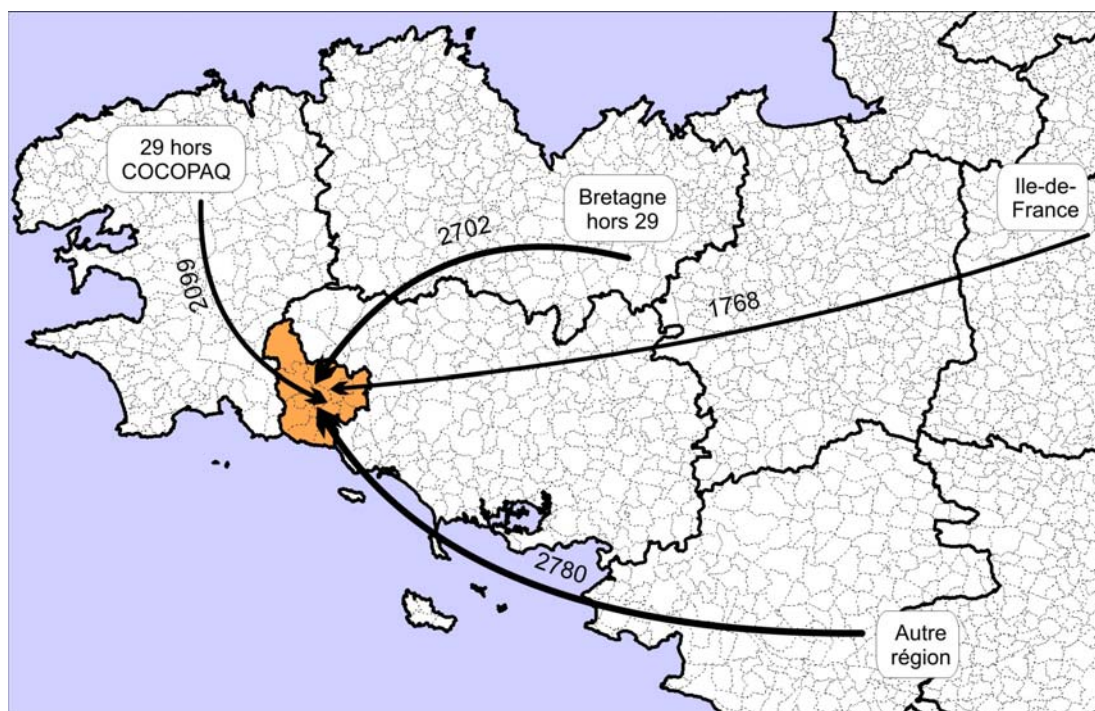 29 hors
COCOPAQ
Bretagne
hors 29
Ile-de-
France
2702
2099
1768
2780
Autre
région